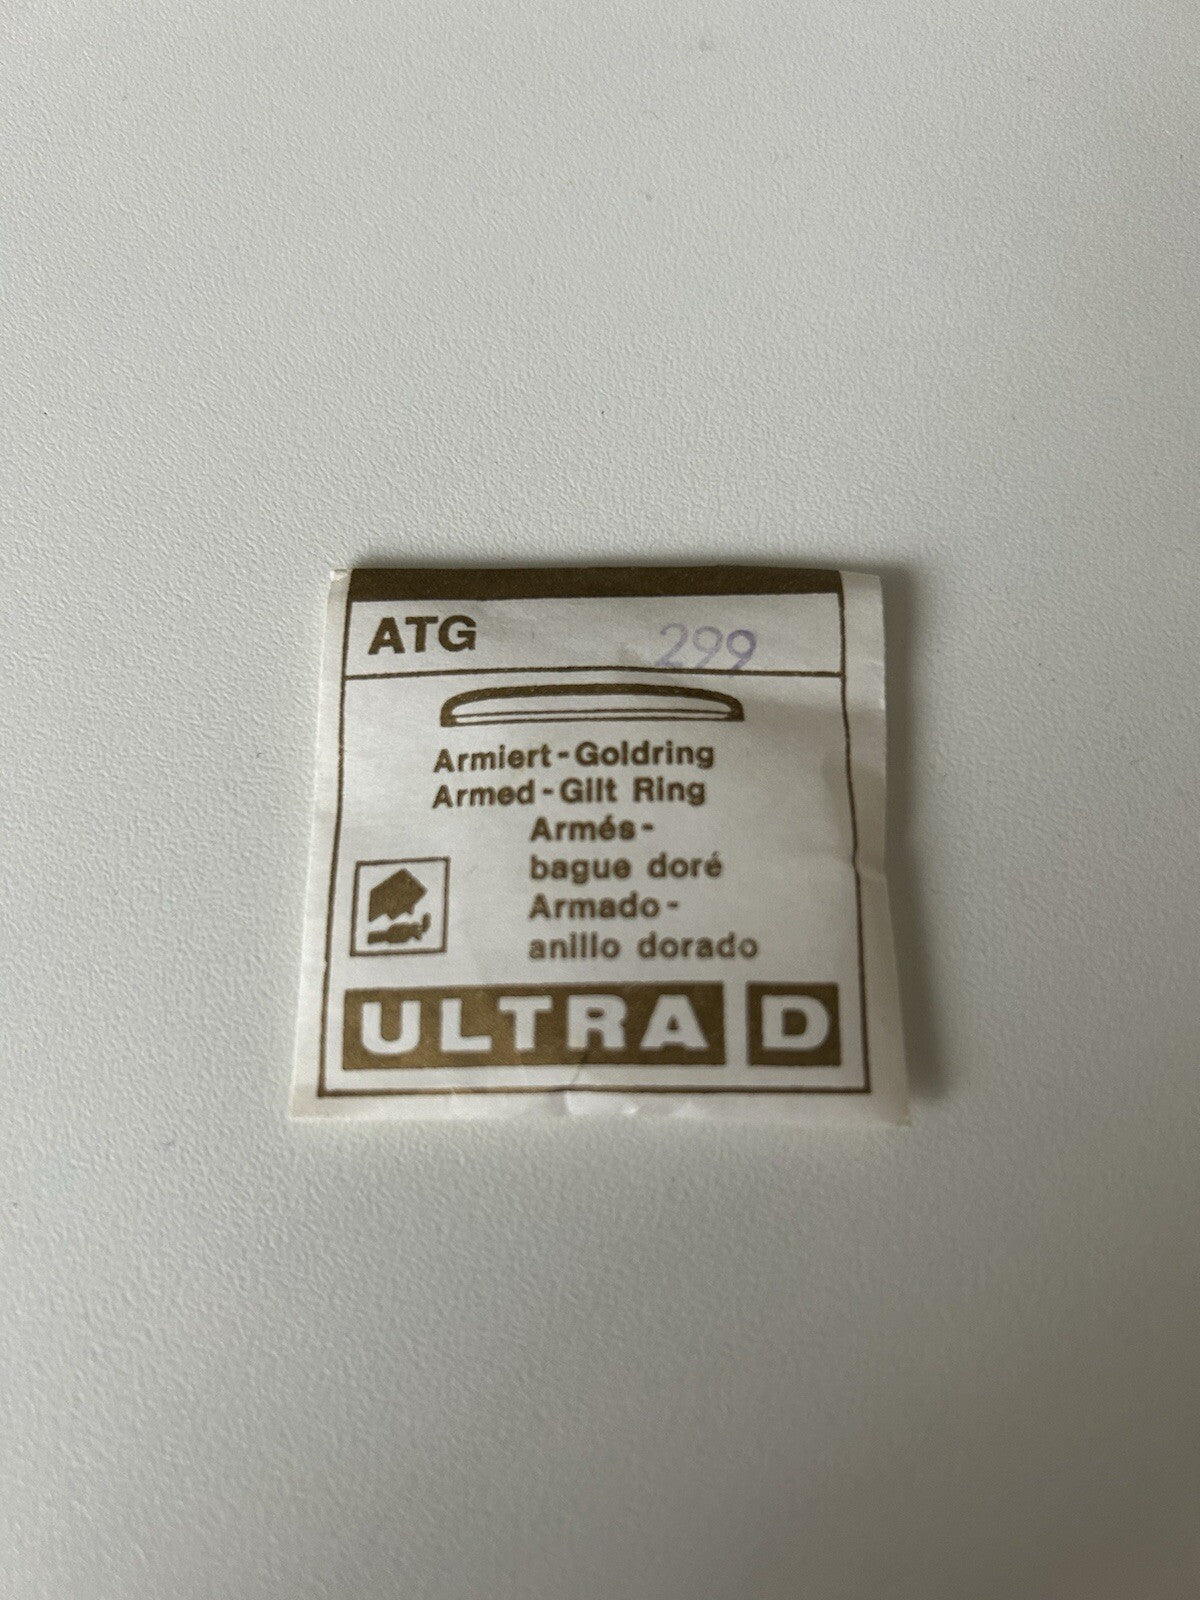 ATG 299
Armiert-Goldring
Armed-Gilt Ring
Armés-
bague doré
Armado-
anillo dorado
ULTRA D